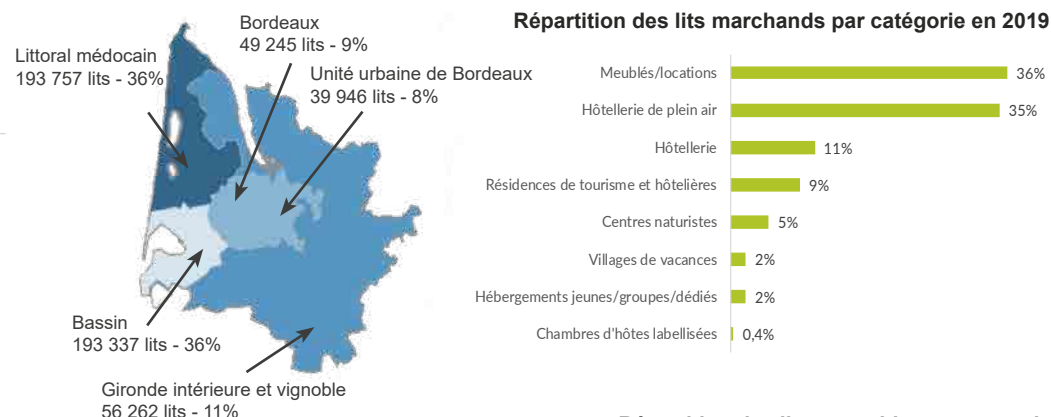 Bordeaux
49 245 lits - 9%
Littoral médocain
193 757 lits - 36%
Unité urbaine de Bordeaux
39 946 lits - 8%
Bassin
193 337 lits - 36%
Gironde intérieure et vignoble
56 262 lits - 11%
Répartition des lits marchands par catégorie en 2019
Meublés/locations 36%
Hôtellerie de plein air 35%
Hôtellerie 11%
Résidences de tourisme et hôtelières 9%
Centres naturistes 5%
Villages de vacances 2%
Hébergements jeunes/groupes/dédiés 2%
Chambres d'hôtes labellisées 0,4%